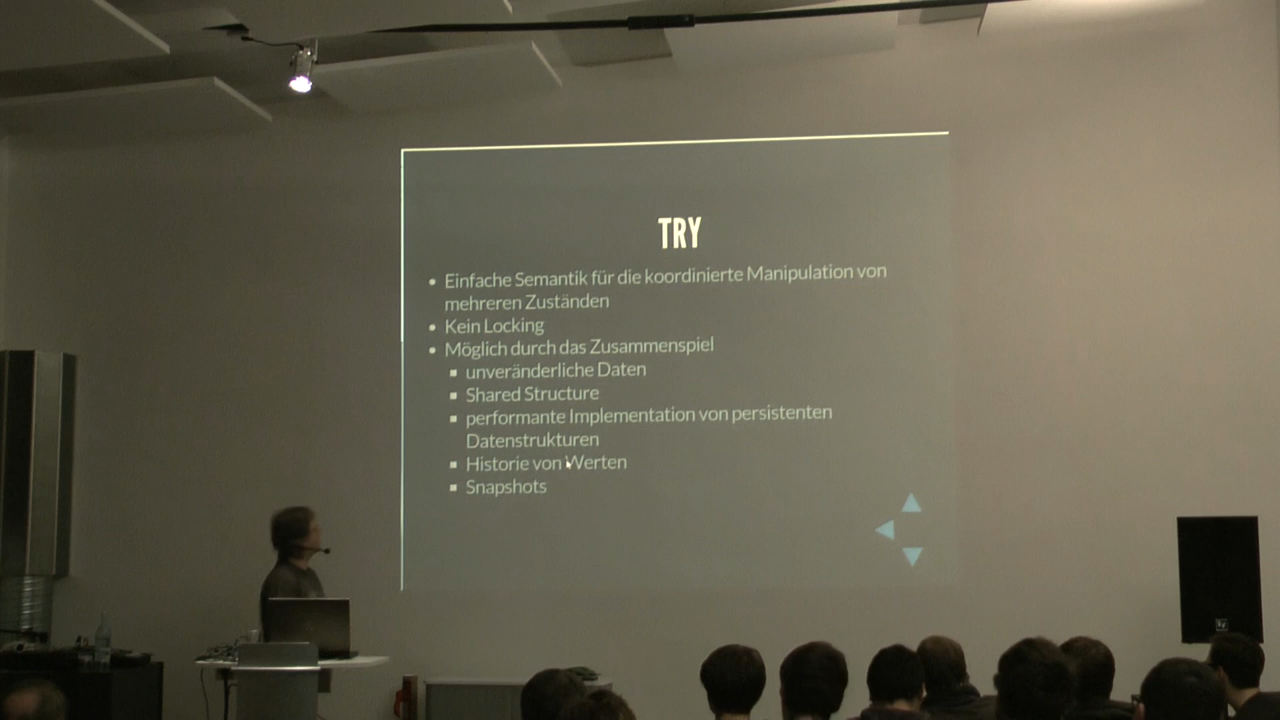 TRY
Einfache Semantik für die koordinierte Manipulation von
mehreren Zuständen
Kein Locking
Möglich durch das Zusammenspiel
unveränderliche Daten
Shared Structure
performante Implementation von persistenten
Datenstrukturen
Historie von Werten
Snapshots